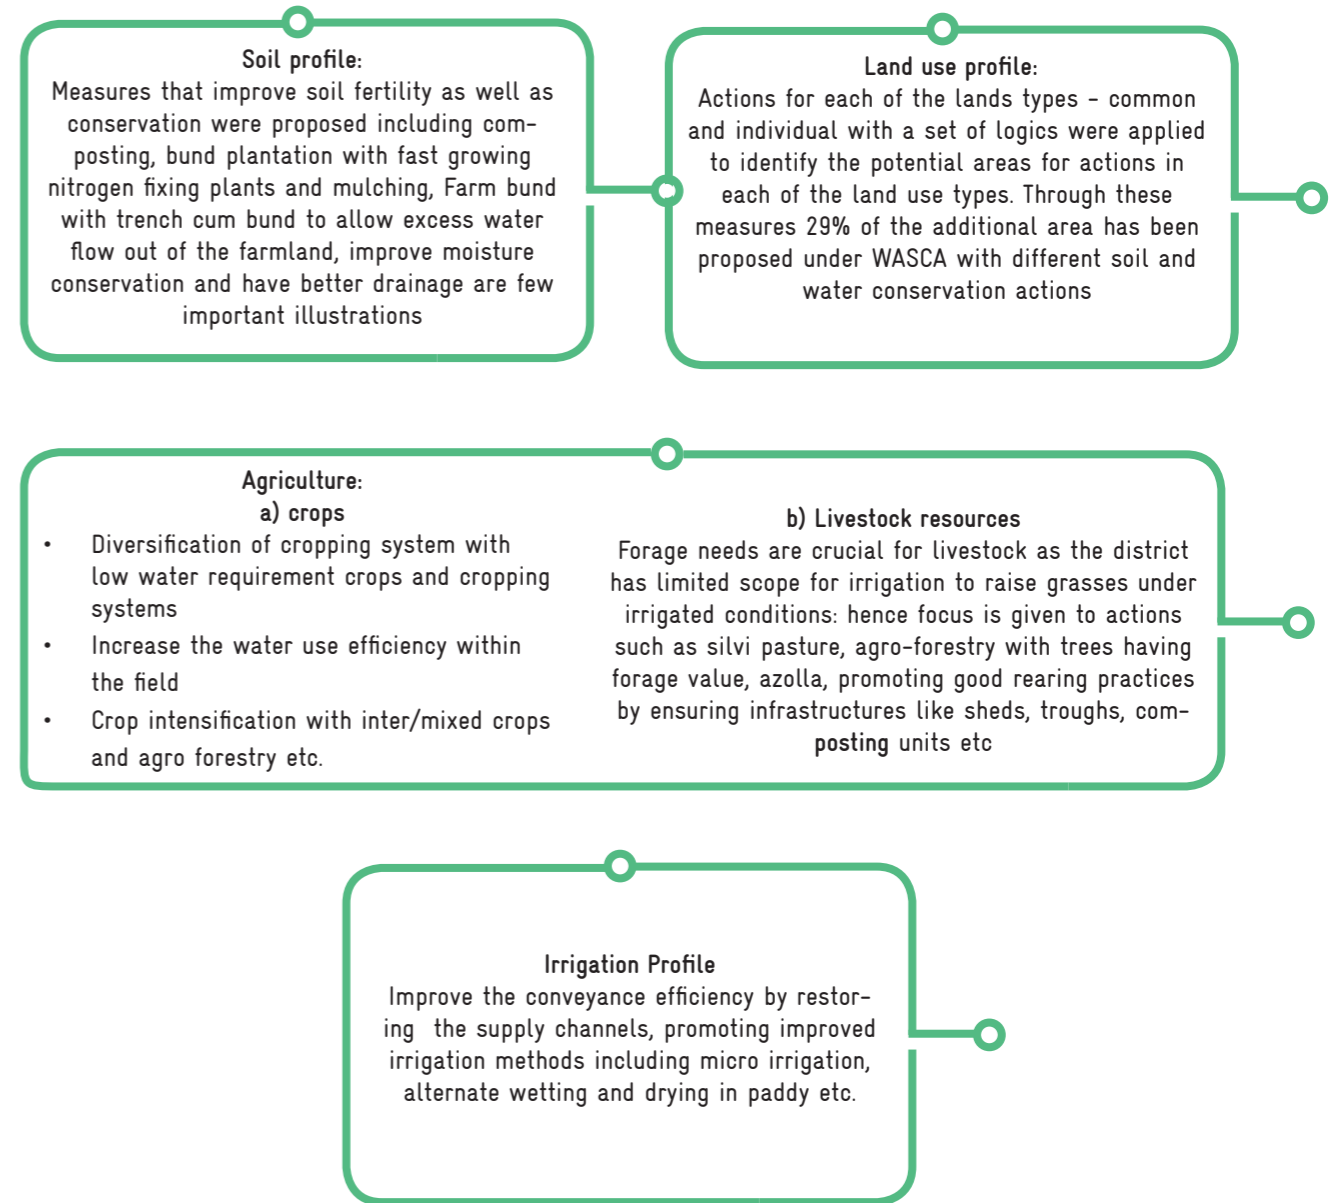 Soil profile:
Measures that improve soil fertility as well as
conservation were proposed including com-
posting, bund plantation with fast growing
nitrogen fixing plants and mulching, Farm bund
with trench cum bund to allow excess water
flow out of the farmland, improve moisture
conservation and have better drainage are few
important illustrations
Land use profile:
Actions for each of the lands types - common
and individual with a set of logics were applied
to identify the potential areas for actions in
each of the land use types. Through these
measures 29% of the additional area has been
proposed under WASCA with different soil and
water conservation actions
Agriculture:
a) crops
• Diversification of cropping system with
low water requirement crops and cropping
systems
• Increase the water use efficiency within
the field
• Crop intensification with inter/mixed crops
and agro forestry etc.
b) Livestock resources
Forage needs are crucial for livestock as the district
has limited scope for irrigation to raise grasses under
irrigated conditions: hence focus is given to actions
such as silvi pasture, agro-forestry with trees having
forage value, azolla, promoting good rearing practices
by ensuring infrastructures like sheds, troughs, com-
posting units etc
Irrigation Profile
Improve the conveyance efficiency by restor-
ing the supply channels, promoting improved
irrigation methods including micro irrigation,
alternate wetting and drying in paddy etc.